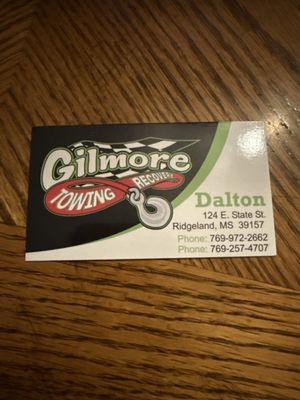 Gilmore
TOWING RECOVERY
Dalton
124 E. State St.
Ridgeland, MS 39157
Phone: 769-972-2662
Phone: 769-257-4707